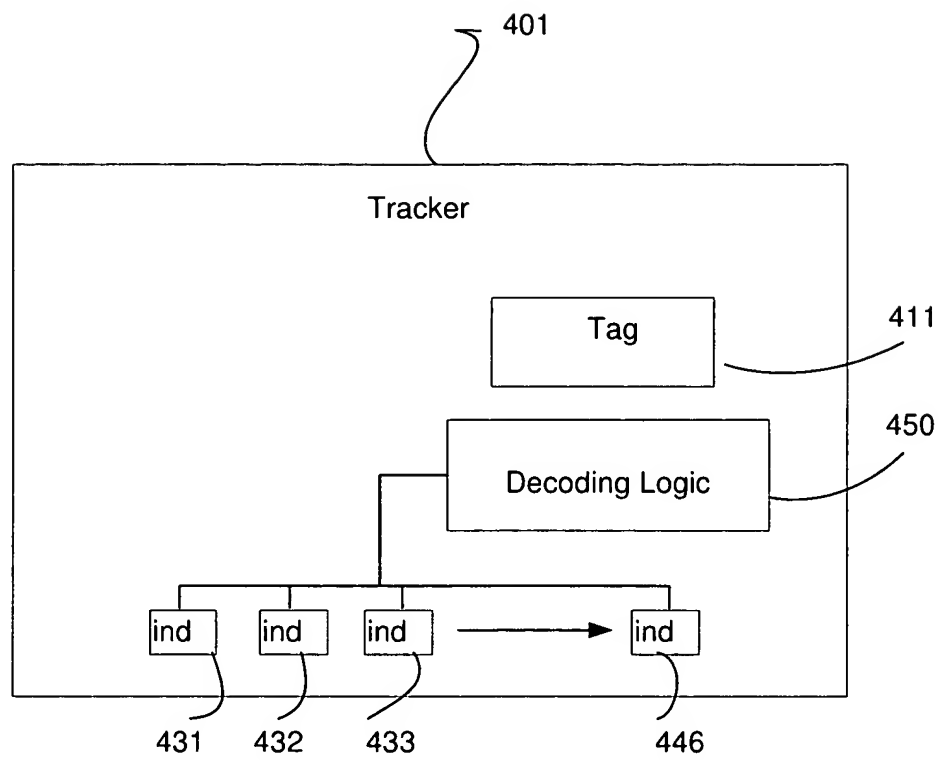 401
Tracker
Tag
411
450
Decoding Logic
ind ind ind ind
431 432 433 446